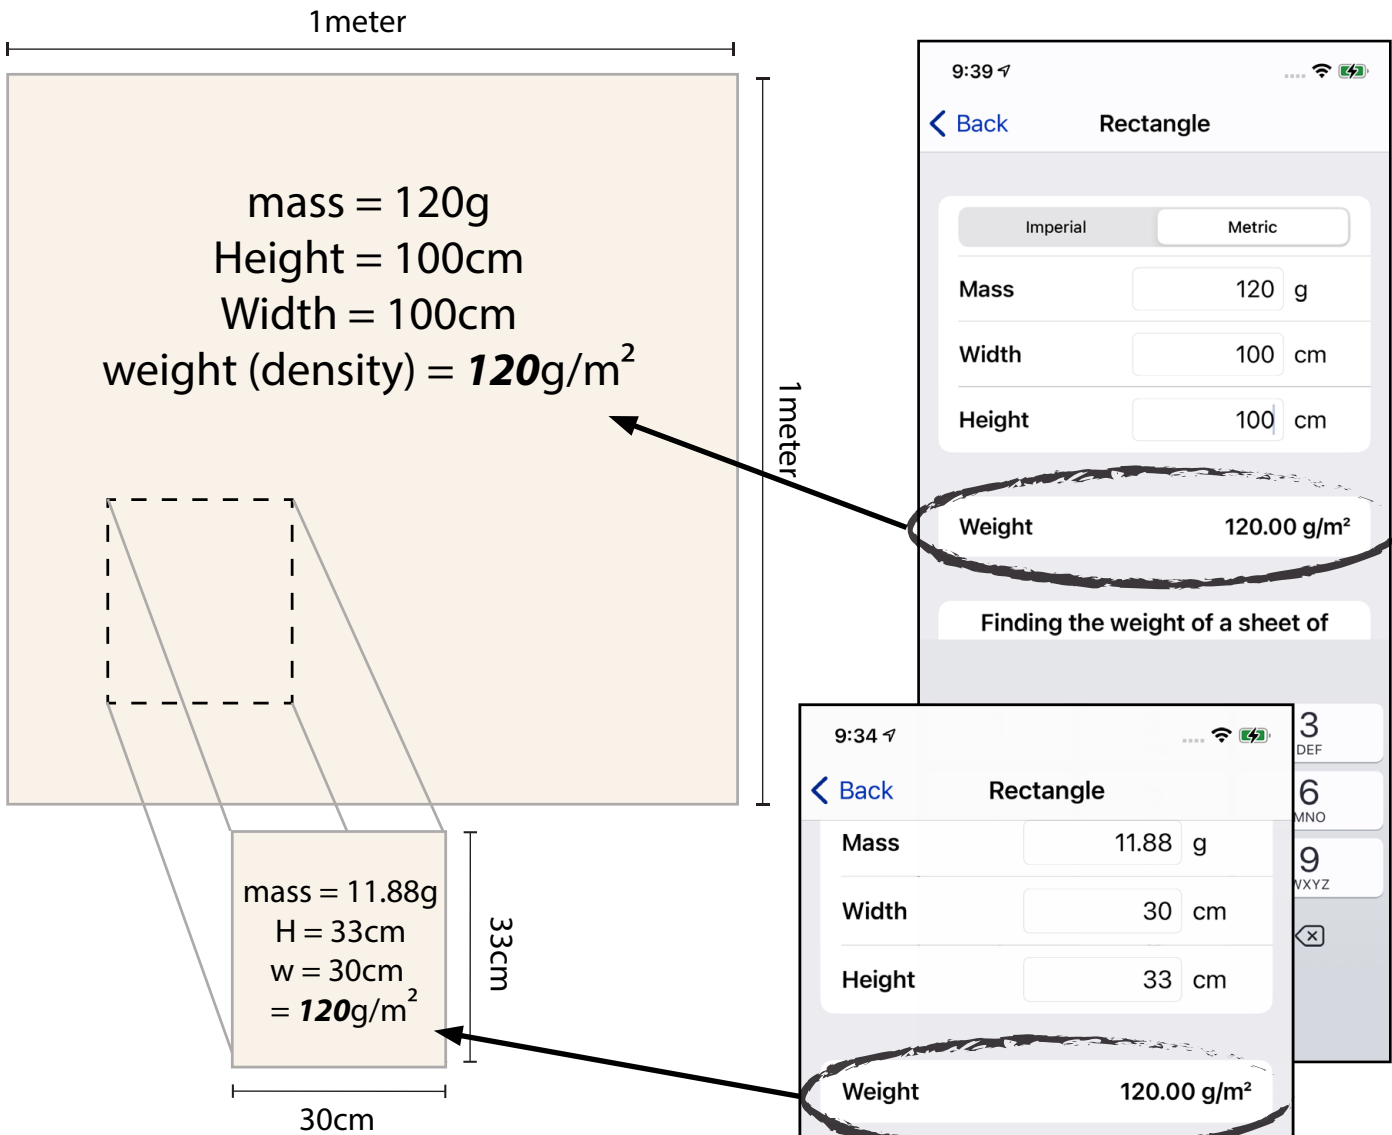 1meter
mass = 120g
Height = 100cm
Width = 100cm
weight (density) = 120g/m²
1meter
mass = 11.88g
H = 33cm
w = 30cm
= 120g/m²
33cm
30cm
9:39
Back Rectangle
Imperial Metric
Mass 120 g
Width 100 cm
Height 100 cm
Weight 120.00 g/m²
Finding the weight of a sheet of
3
DEF
6
MNO
9
WXYZ
9:34
Back Rectangle
Mass 11.88 g
Width 30 cm
Height 33 cm
Weight 120.00 g/m²